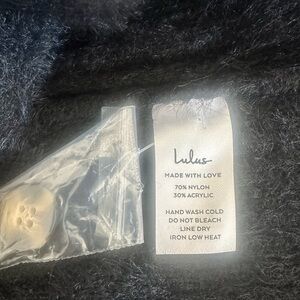 Lulus
MADE WITH LOVE
70% NYLON
30% ACRYLIC
HAND WASH COLD
DO NOT BLEACH
LINE DRY
IRON LOW HEAT